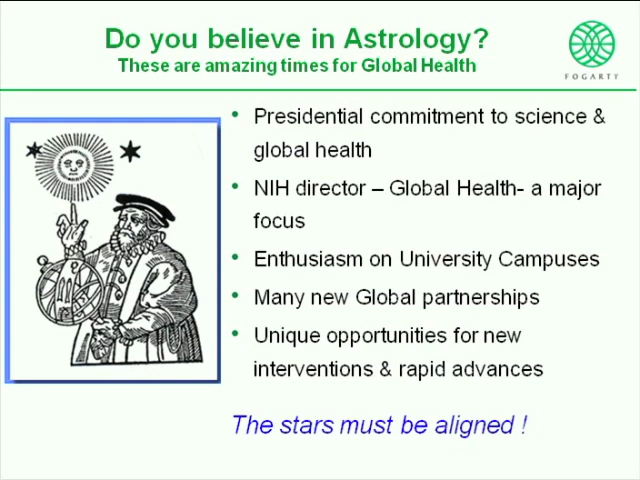 Do you believe in Astrology?
These are amazing times for Global Health
FOGARTY
• Presidential commitment to science &
global health
• NIH director – Global Health- a major
focus
• Enthusiasm on University Campuses
• Many new Global partnerships
• Unique opportunities for new
interventions & rapid advances
The stars must be aligned !